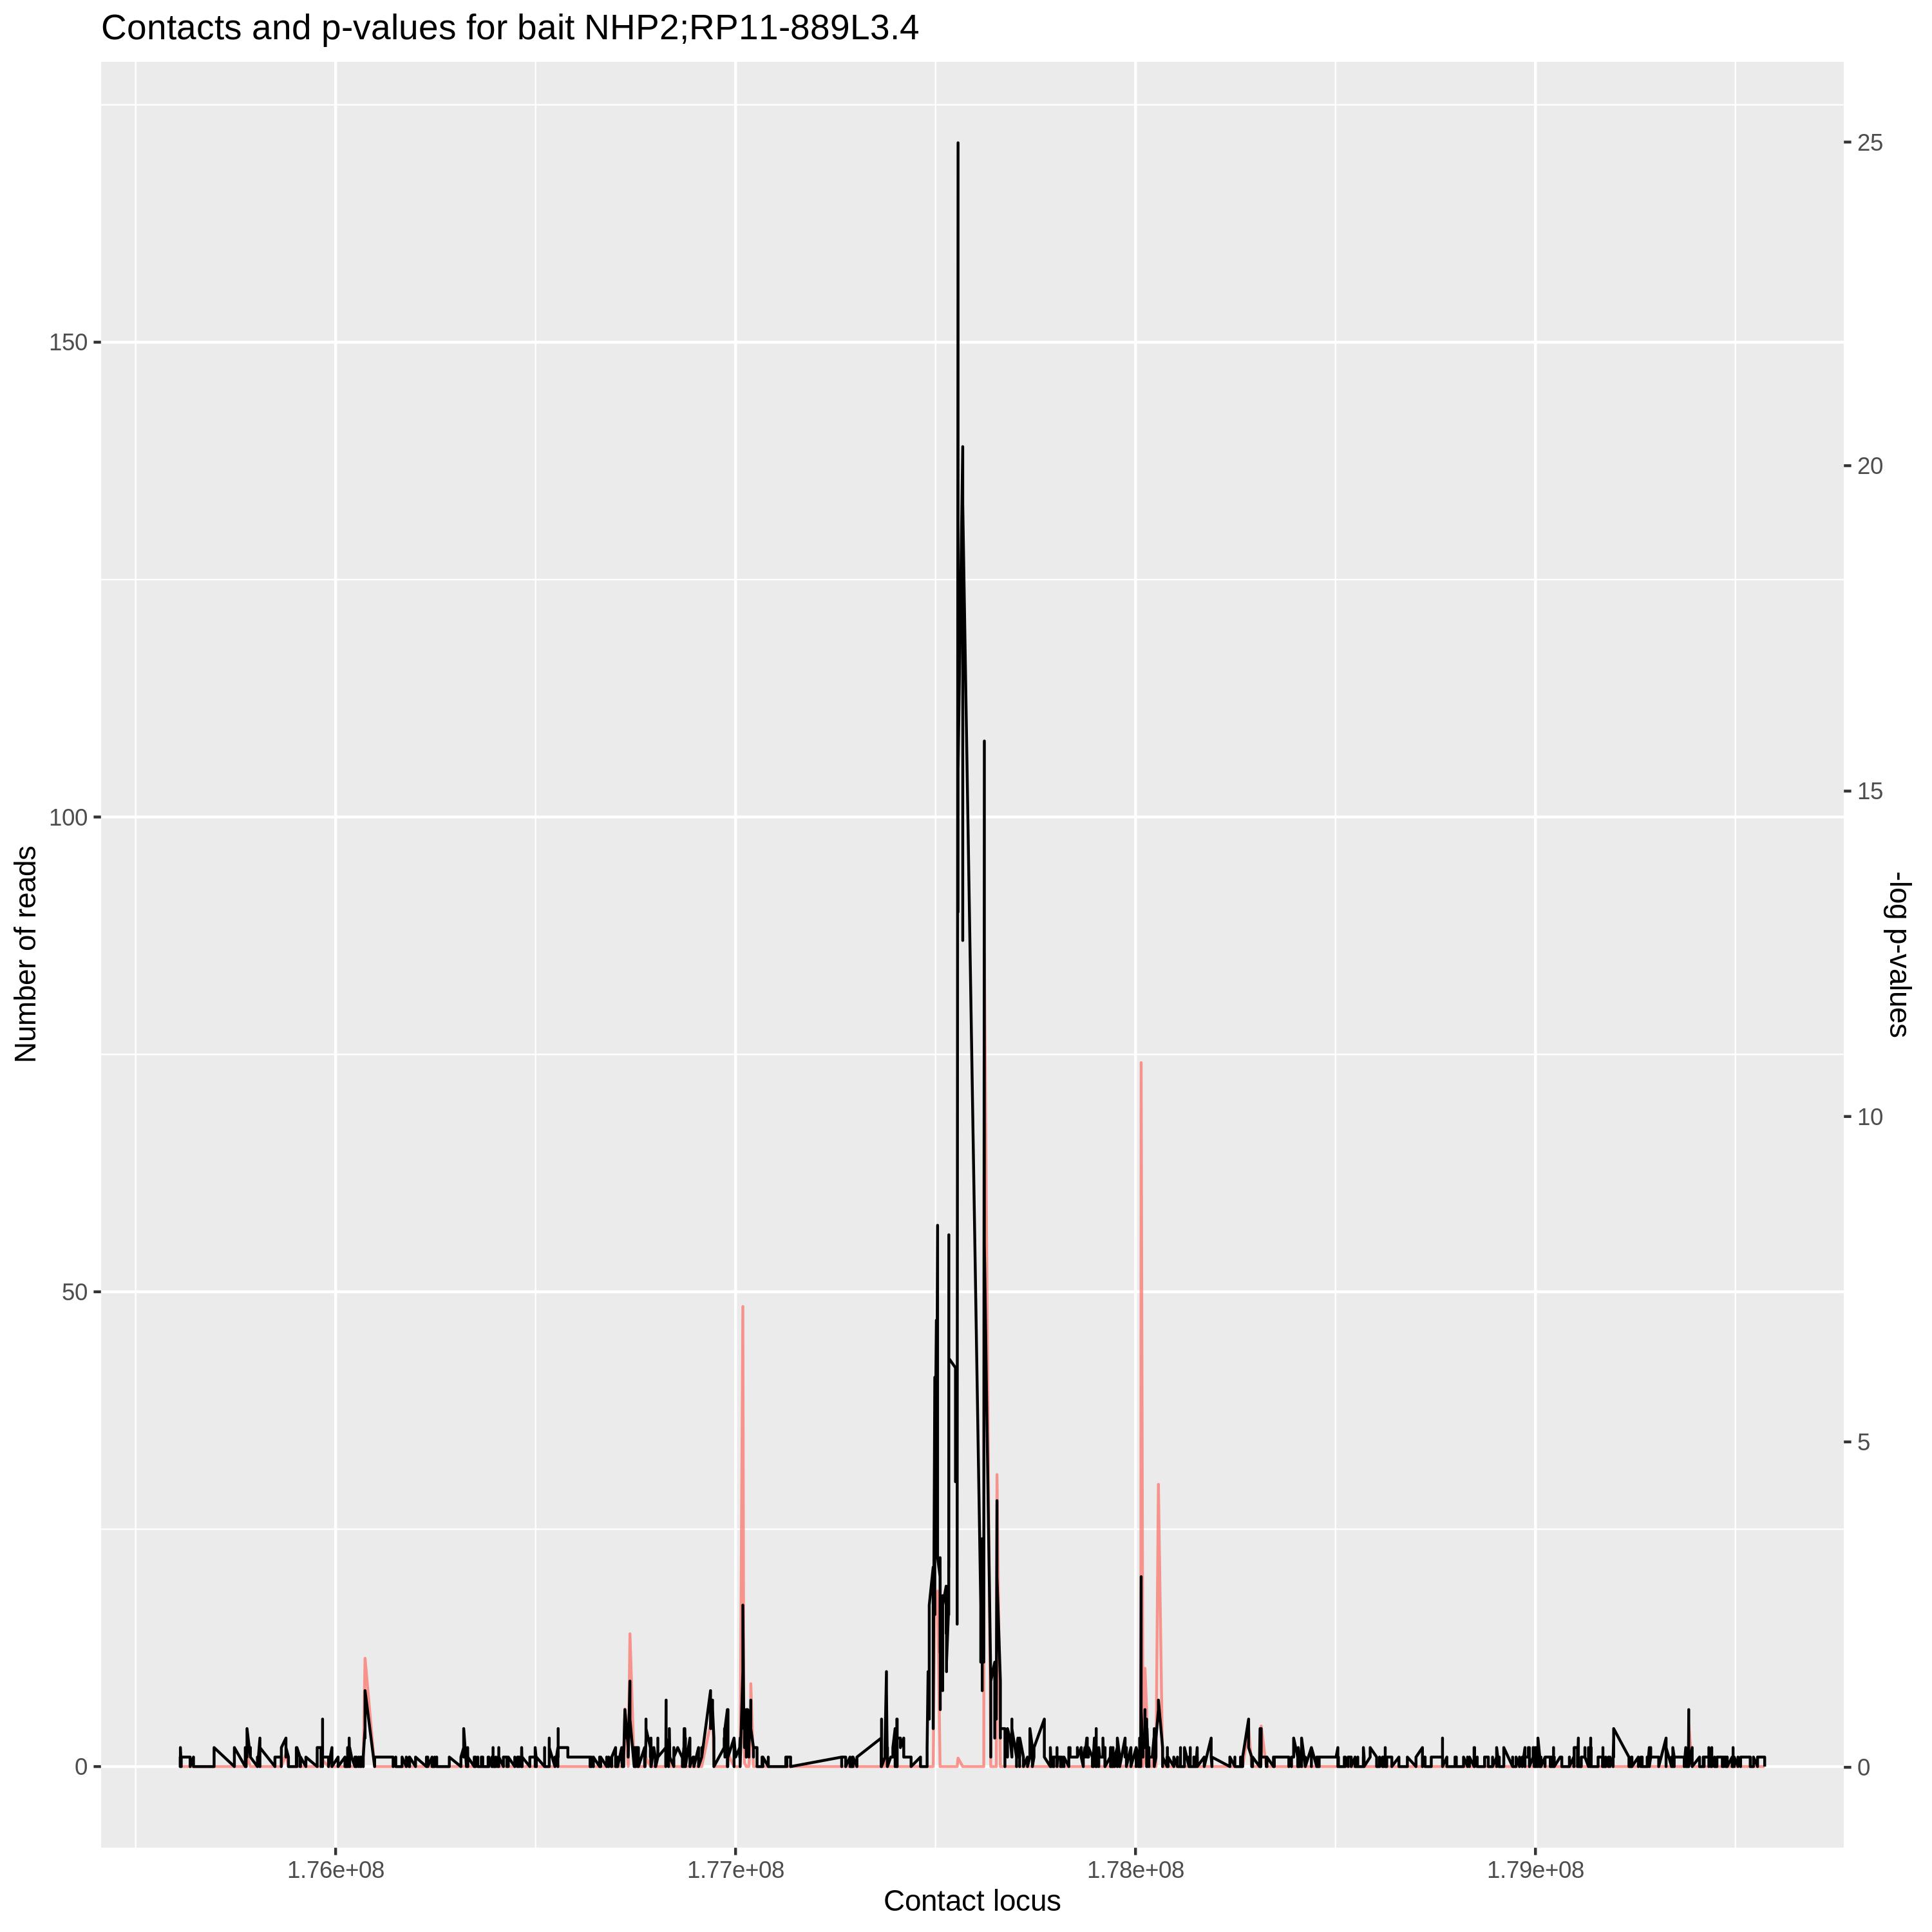 Contacts and p-values for bait NHP2;RP11-889L3.4
Number of reads
150
100
50
0
25
20
15
10
5
0
-log p-values
1.76e+08
1.77e+08
1.78e+08
1.79e+08
Contact locus